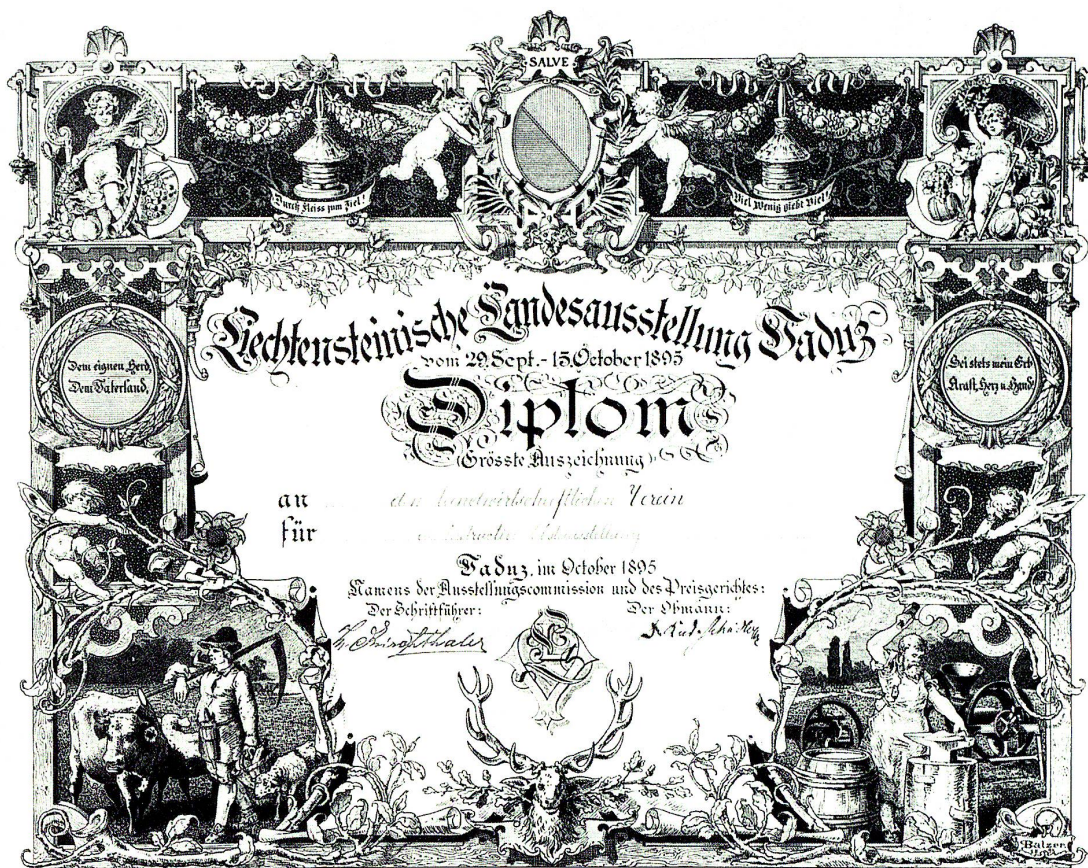 SALVE
Durch Fleiss zum Ziel!
Viel Wenig giebt Viel
Liechtensteinische Landesausstellung Vaduz
vom 29. Sept. - 15. October 1895
Dem eignen Herd,
Dem Vaterland,
Sei stets mein Erb
Kraft, Herz u. Hand!
Diplom
(Grösste Auszeichnung)
an den landwirtschaftlichen Verein
für Obstausstellung
Vaduz, im October 1895
Namens der Ausstellungscommission und des Preisgerichtes:
Der Schriftführer: Der Obmann:
Balzer